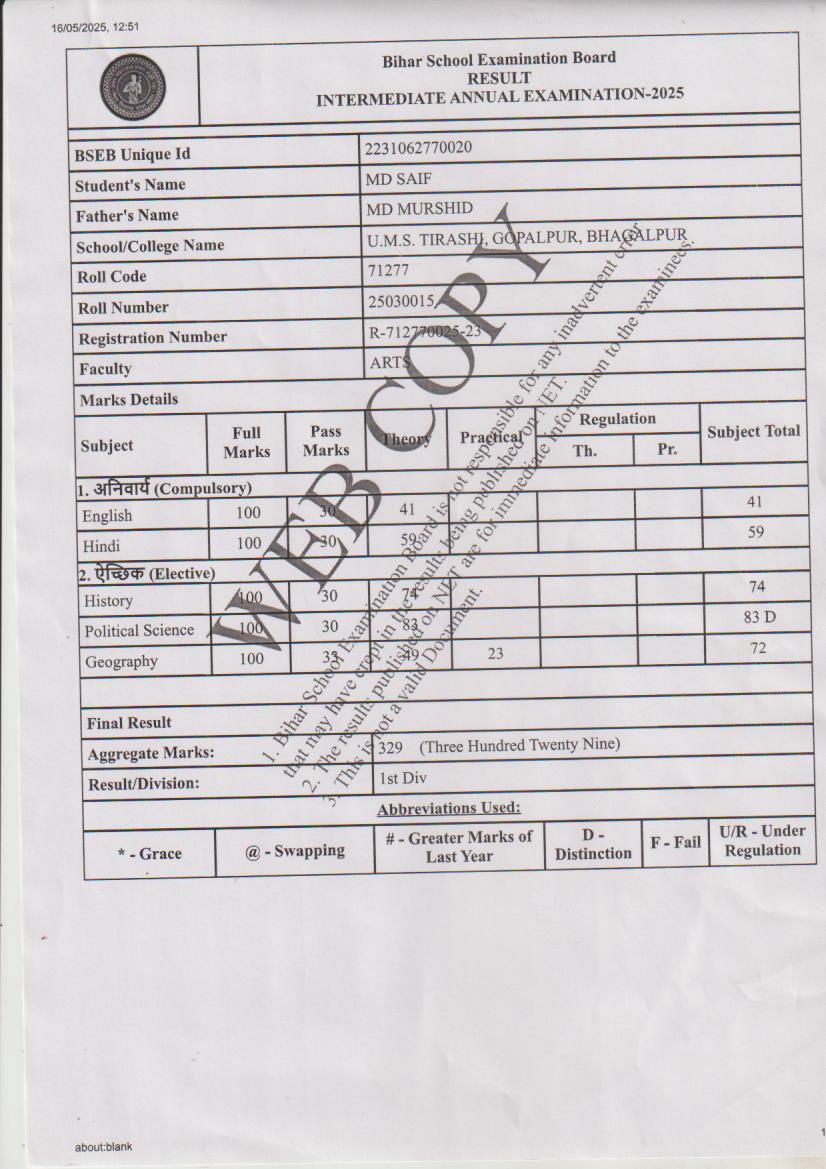 16/05/2025, 12:51
Bihar School Examination Board
RESULT
INTERMEDIATE ANNUAL EXAMINATION-2025
BSEB Unique Id 2231062770020
Student's Name MD SAIF
Father's Name MD MURSHID
School/College Name U.M.S. TIRASHI, GOPALPUR, BHAGALPUR
Roll Code 71277
Roll Number 25030015
Registration Number R-712770025-23
Faculty ARTS
Marks Details
Subject Full Marks Pass Marks Theory Practical Regulation Th. Pr. Subject Total
1. अनिवार्य (Compulsory)
English 100 30 41 41
Hindi 100 30 59 59
2. ऐच्छिक (Elective)
History 100 30 74 74
Political Science 100 30 83 83 D
Geography 100 33 49 23 72
Final Result
Aggregate Marks: 329 (Three Hundred Twenty Nine)
Result/Division: 1st Div
Abbreviations Used:
* - Grace @ - Swapping # - Greater Marks of Last Year D - Distinction F - Fail U/R - Under Regulation
WEB COPY
1. Bihar School Examination Board is not responsible for any inadvertent error
that may have crept in the results being published on NET.
2. The results published on NET are for immediate information to the examinees.
3. This is not a valid Document.
about:blank
1